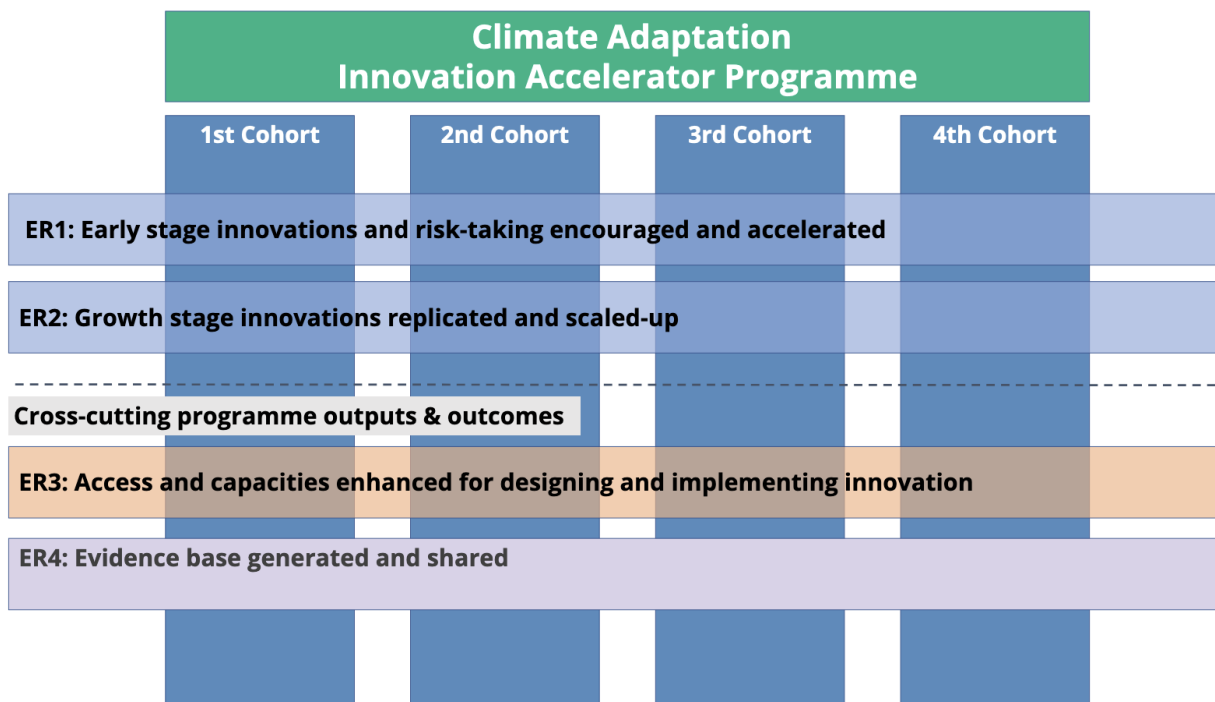 Climate Adaptation
Innovation Accelerator Programme
1st Cohort
2nd Cohort
3rd Cohort
4th Cohort
ER1: Early stage innovations and risk-taking encouraged and accelerated
ER2: Growth stage innovations replicated and scaled-up
Cross-cutting programme outputs & outcomes
ER3: Access and capacities enhanced for designing and implementing innovation
ER4: Evidence base generated and shared